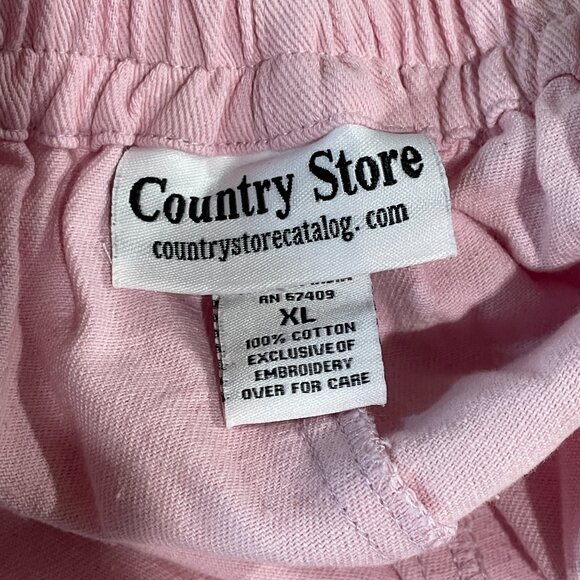 Country Store
countrystorecatalog.com
RN 67409
XL
100% COTTON
EXCLUSIVE OF
EMBROIDERY
OVER FOR CARE